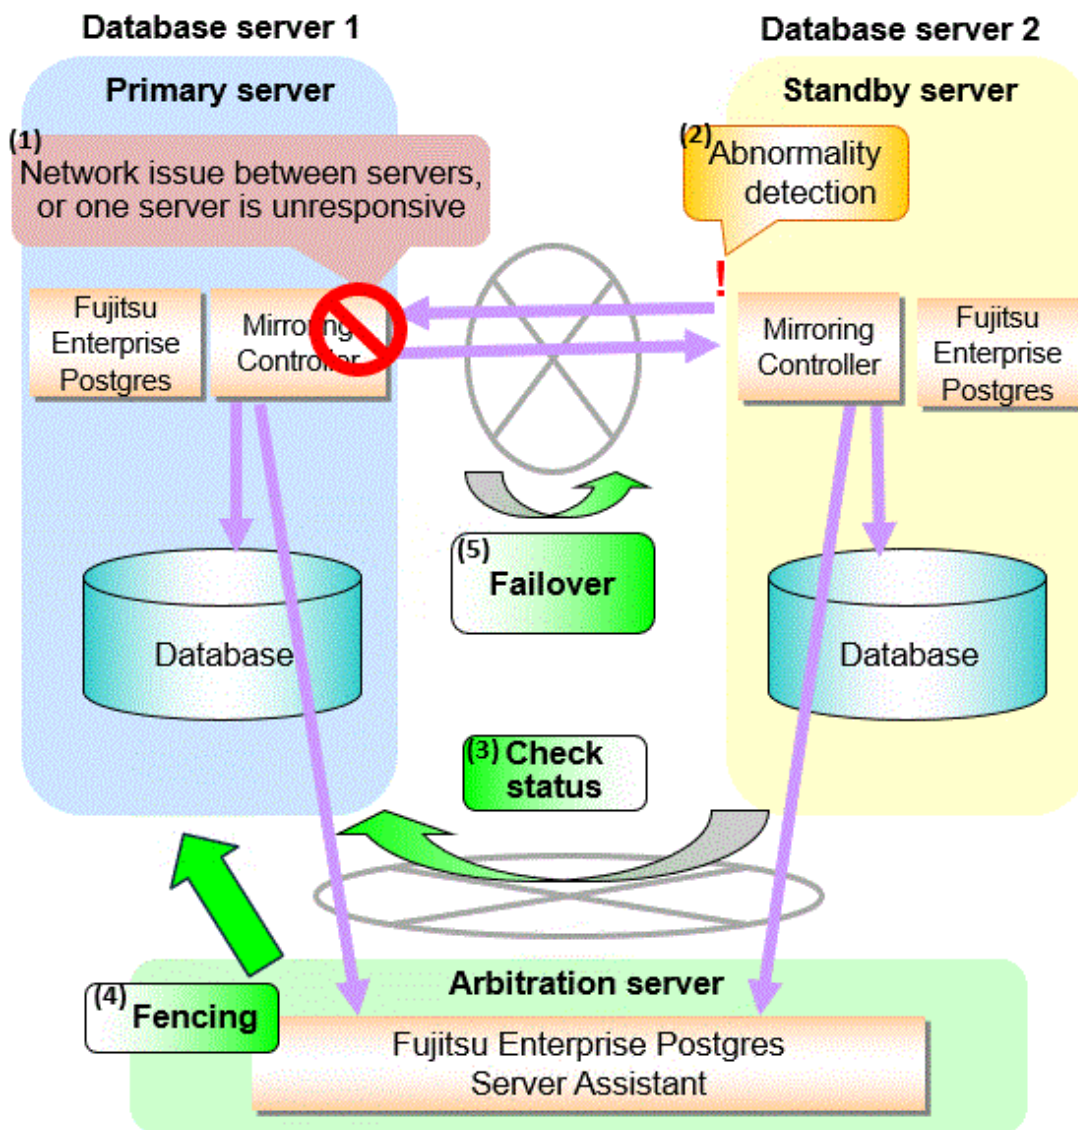 Database server 1
Database server 2
Primary server
Standby server
(1)
Network issue between servers,
or one server is unresponsive
(2)
Abnormality
detection
!
Fujitsu
Enterprise
Postgres
Mirroring
Controller
Mirroring
Controller
Fujitsu
Enterprise
Postgres
(5)
Failover
Database
Database
(3) Check
status
Arbitration server
(4)
Fencing
Fujitsu Enterprise Postgres
Server Assistant